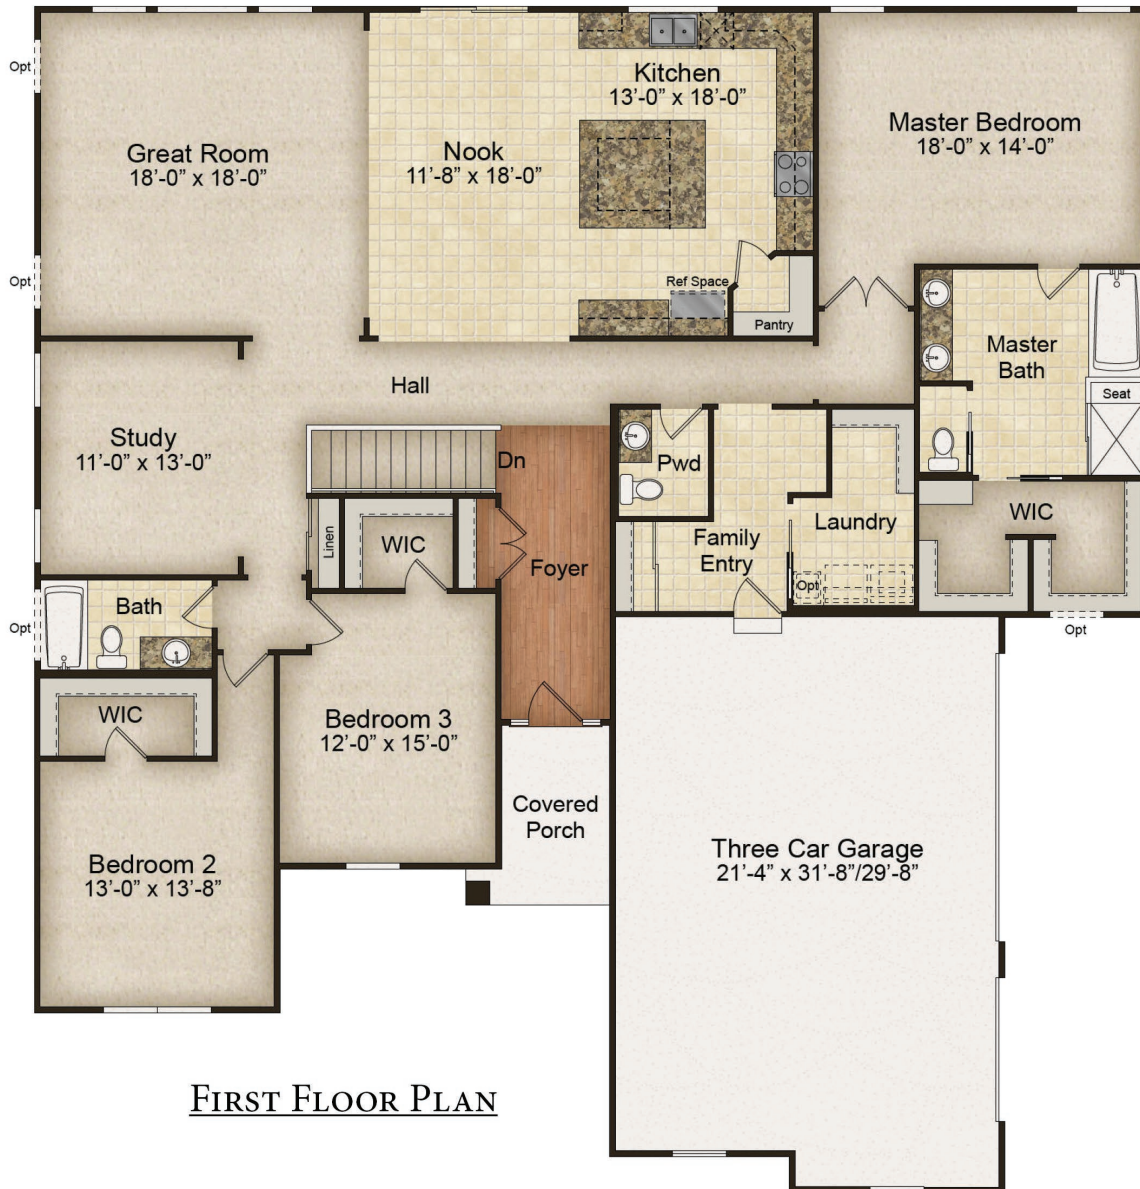 Kitchen
13'-0" x 18'-0"
Opt
Master Bedroom
18'-0" x 14'-0"
Great Room
18'-0" x 18'-0"
Nook
11'-8" x 18'-0"
Opt
Ref Space
Pantry
Master
Bath
Hall
Seat
Study
11'-0" x 13'-0"
Dn
Pwd
WIC
Linen
WIC
Laundry
Family
Entry
Foyer
Opt
Bath
Opt
Opt
WIC
Bedroom 3
12'-0" x 15'-0"
Covered
Porch
Three Car Garage
21'-4" x 31'-8"/29'-8"
Bedroom 2
13'-0" x 13'-8"
First Floor Plan